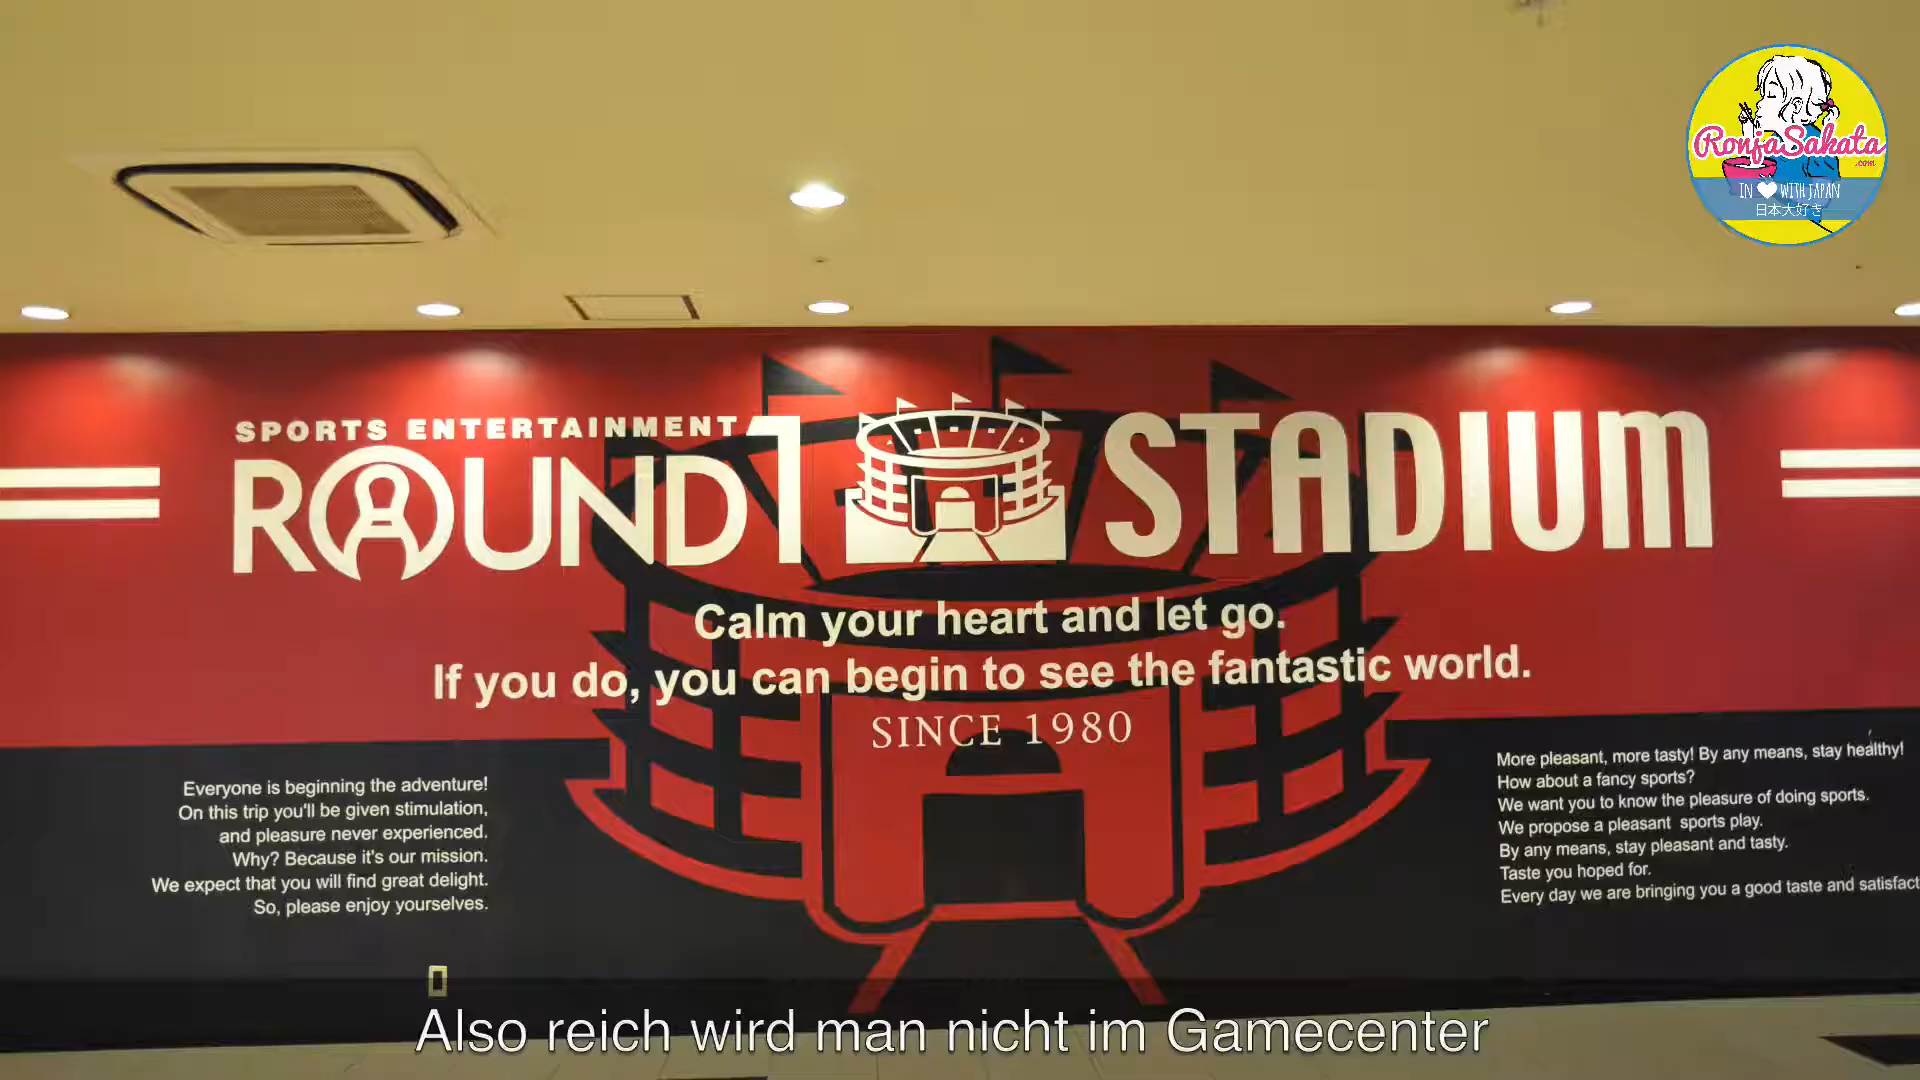 RonjaSakata
.com
IN WITH JAPAN
日本大好き
SPORTS ENTERTAINMENT
ROUND1 STADIUM
Calm your heart and let go.
If you do, you can begin to see the fantastic world.
SINCE 1980
Everyone is beginning the adventure!
On this trip you'll be given stimulation,
and pleasure never experienced.
Why? Because it's our mission.
We expect that you will find great delight.
So, please enjoy yourselves.
More pleasant, more tasty! By any means, stay healthy!
How about a fancy sports?
We want you to know the pleasure of doing sports.
We propose a pleasant sports play.
By any means, stay pleasant and tasty.
Taste you hoped for.
Every day we are bringing you a good taste and satisfact
Also reich wird man nicht im Gamecenter